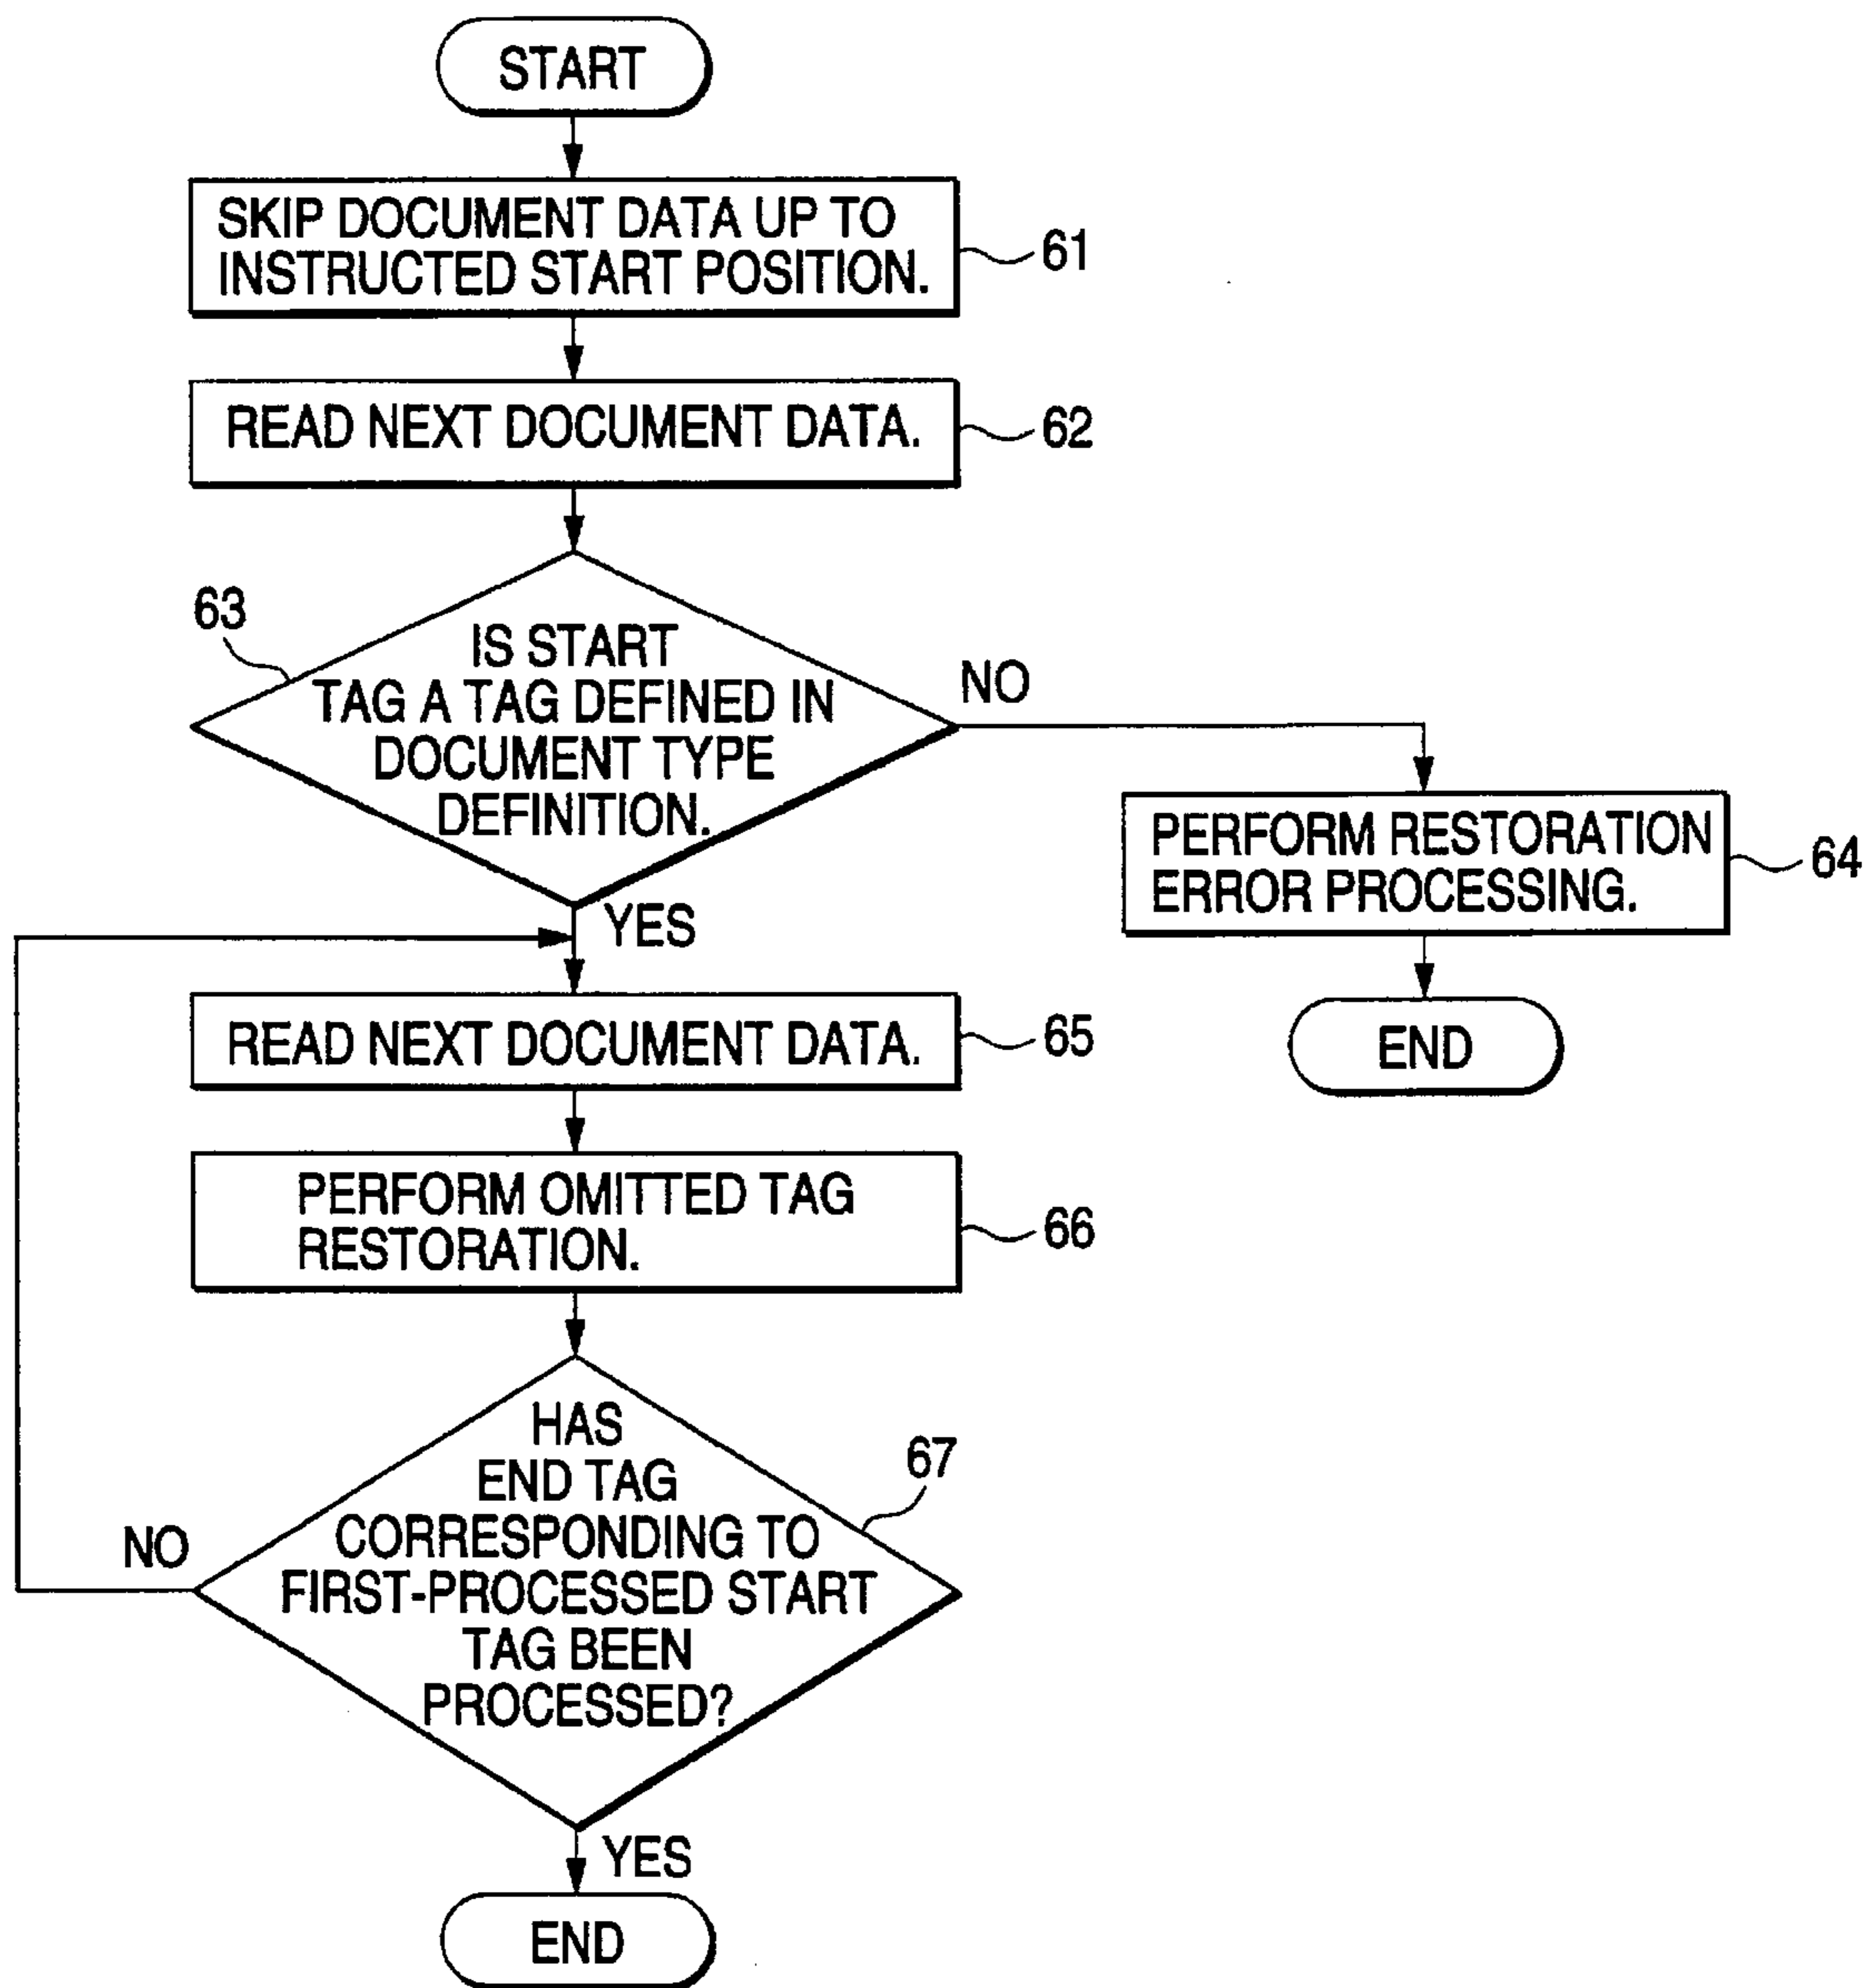 START
SKIP DOCUMENT DATA UP TO
INSTRUCTED START POSITION.
61
READ NEXT DOCUMENT DATA.
62
63
IS START
TAG A TAG DEFINED IN
DOCUMENT TYPE
DEFINITION.
NO
YES
PERFORM RESTORATION
ERROR PROCESSING.
64
END
READ NEXT DOCUMENT DATA.
65
PERFORM OMITTED TAG
RESTORATION.
66
HAS
END TAG
CORRESPONDING TO
FIRST-PROCESSED START
TAG BEEN
PROCESSED?
67
NO
YES
END